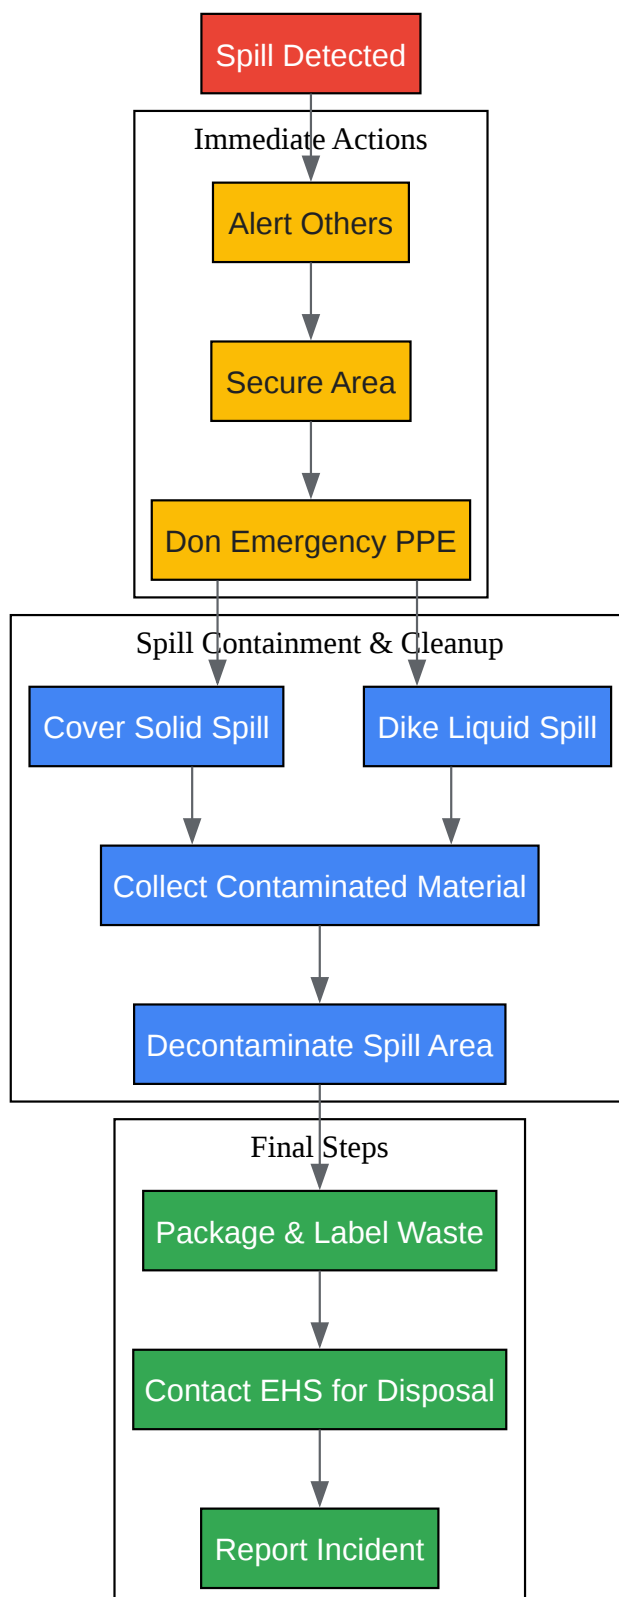 Spill Detected
Immediate Actions
Alert Others
Secure Area
Don Emergency PPE
Spill Containment & Cleanup
Cover Solid Spill
Dike Liquid Spill
Collect Contaminated Material
Decontaminate Spill Area
Final Steps
Package & Label Waste
Contact EHS for Disposal
Report Incident